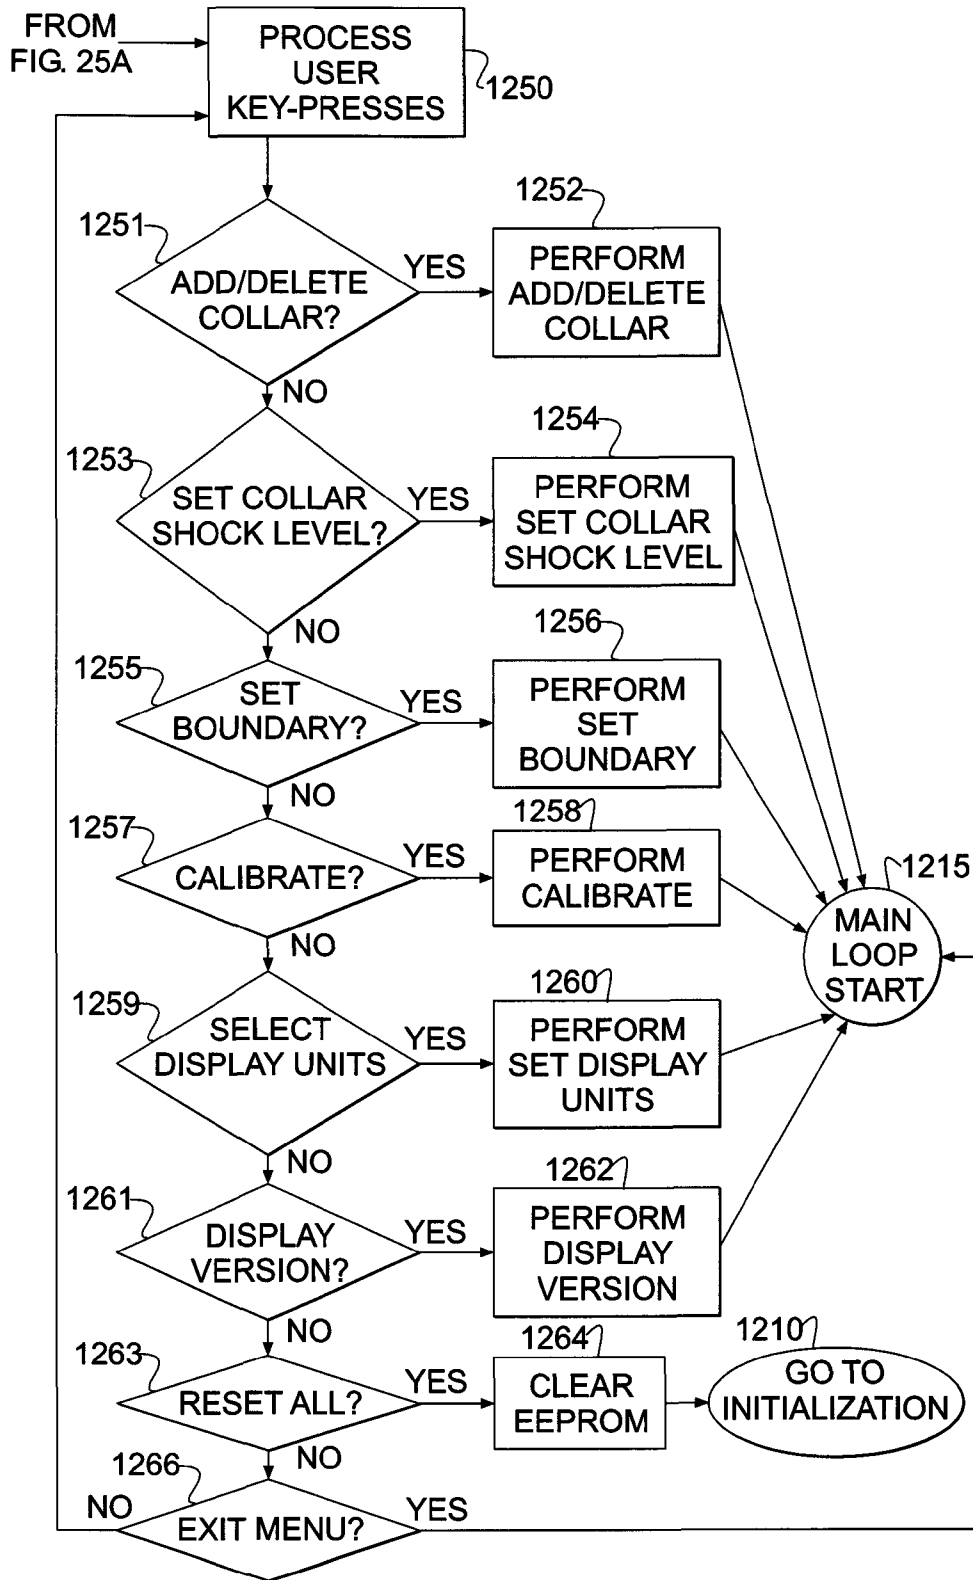 FROM
FIG. 25A
PROCESS
USER
KEY-PRESSES
1250
1251
ADD/DELETE
COLLAR?
YES
NO
1252
PERFORM
ADD/DELETE
COLLAR
1253
SET COLLAR
SHOCK LEVEL?
YES
NO
1254
PERFORM
SET COLLAR
SHOCK LEVEL
1255
SET
BOUNDARY?
YES
NO
1256
PERFORM
SET
BOUNDARY
1257
CALIBRATE?
YES
NO
1258
PERFORM
CALIBRATE
1215
MAIN
LOOP
START
1259
SELECT
DISPLAY UNITS
YES
NO
1260
PERFORM
SET DISPLAY
UNITS
1261
DISPLAY
VERSION?
YES
NO
1262
PERFORM
DISPLAY
VERSION
1263
RESET ALL?
YES
NO
1264
CLEAR
EEPROM
1210
GO TO
INITIALIZATION
1266
NO
EXIT MENU?
YES